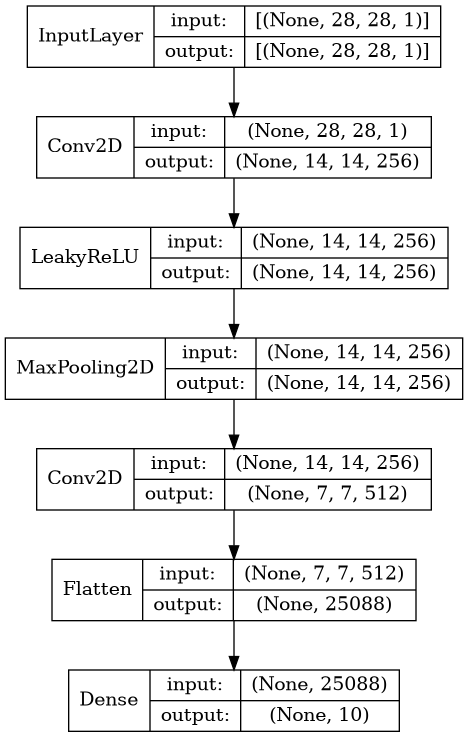 InputLayer
input: [(None, 28, 28, 1)]
output: [(None, 28, 28, 1)]
Conv2D
input: (None, 28, 28, 1)
output: (None, 14, 14, 256)
LeakyReLU
input: (None, 14, 14, 256)
output: (None, 14, 14, 256)
MaxPooling2D
input: (None, 14, 14, 256)
output: (None, 14, 14, 256)
Conv2D
input: (None, 14, 14, 256)
output: (None, 7, 7, 512)
Flatten
input: (None, 7, 7, 512)
output: (None, 25088)
Dense
input: (None, 25088)
output: (None, 10)